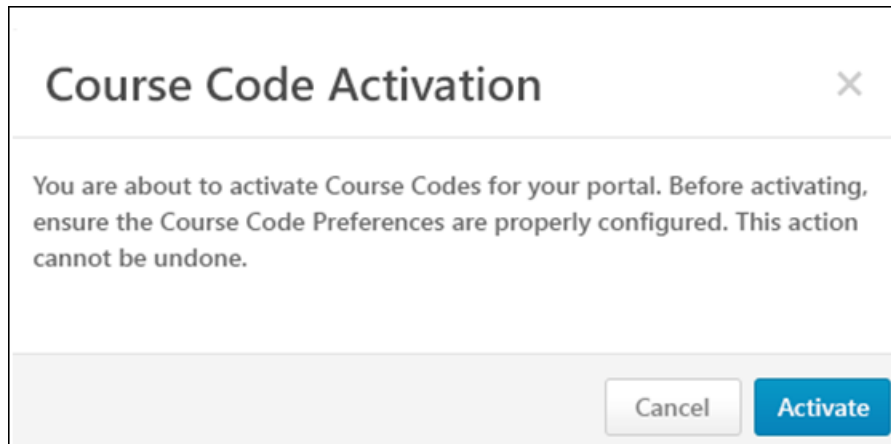 Course Code Activation
You are about to activate Course Codes for your portal. Before activating,
ensure the Course Code Preferences are properly configured. This action
cannot be undone.
Cancel
Activate